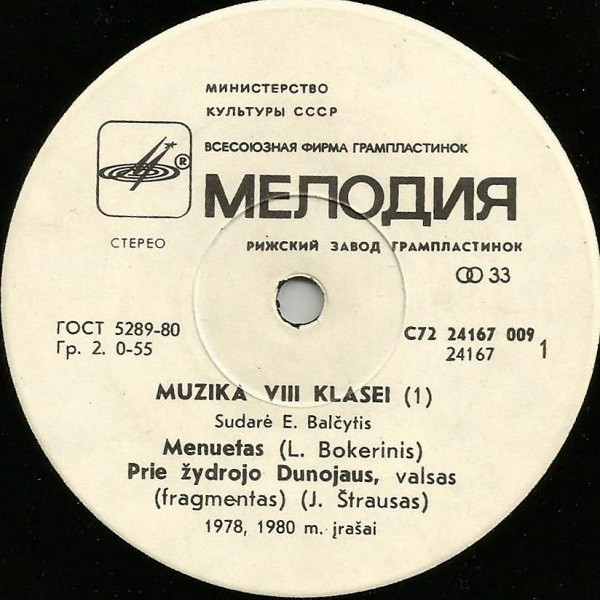 МИНИСТЕРСТВО
КУЛЬТУРЫ СССР
ВСЕСОЮЗНАЯ ФИРМА ГРАМПЛАСТИНОК
®
МЕЛОДИЯ
СТЕРЕО
РИЖСКИЙ ЗАВОД ГРАМПЛАСТИНОК
33
ГОСТ 5289-80
Гр. 2. 0-55
С72 24167 009
24167 1
MUZIKA VIII KLASEI (1)
Sudarė E. Balčytis
Menuetas (L. Bokerinis)
Prie žydrojo Dunojaus, valsas
(fragmentas) (J. Štrausas)
1978, 1980 m. įrašai